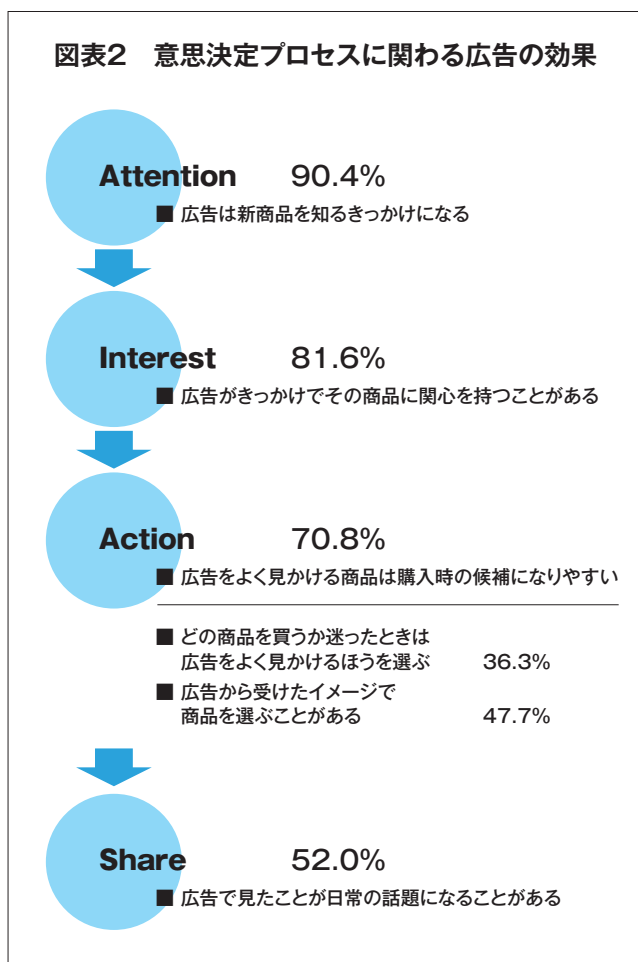 図表2 意思決定プロセスに関わる広告の効果
Attention 90.4%
■ 広告は新商品を知るきっかけになる
Interest 81.6%
■ 広告がきっかけでその商品に関心を持つことがある
Action 70.8%
■ 広告をよく見かける商品は購入時の候補になりやすい
■ どの商品を買うか迷ったときは
広告をよく見かけるほうを選ぶ 36.3%
■ 広告から受けたイメージで
商品を選ぶことがある 47.7%
Share 52.0%
■ 広告で見たことが日常の話題になることがある